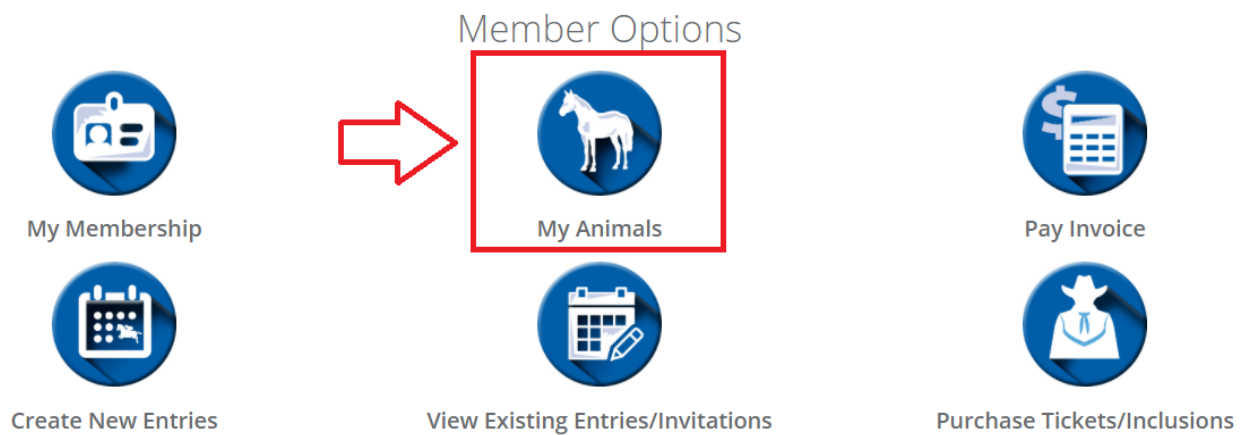 Member Options
My Membership
My Animals
Pay Invoice
Create New Entries
View Existing Entries/Invitations
Purchase Tickets/Inclusions